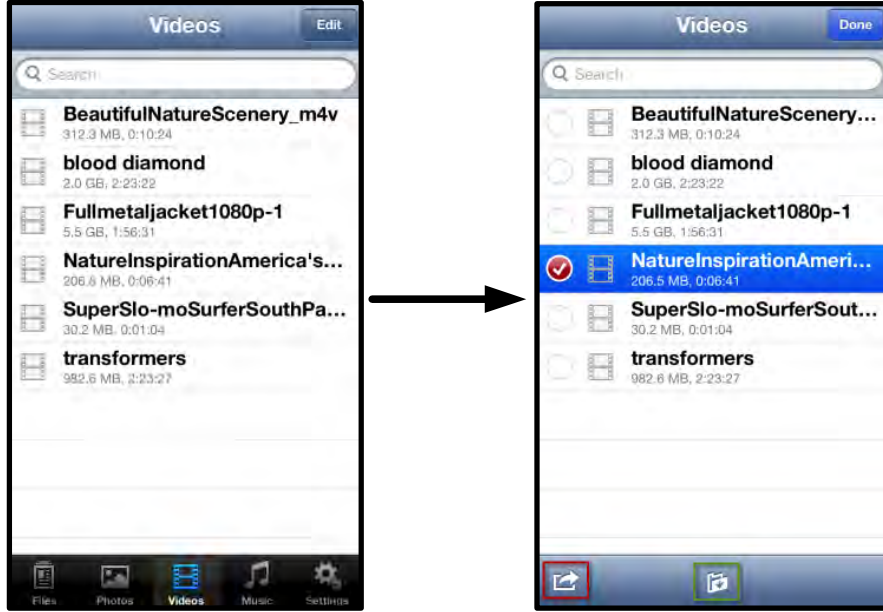 Videos
Edit
Search
BeautifulNatureScenery_m4v
312.3 MB, 0:10:24
blood diamond
2.0 GB, 2:23:22
Fullmetaljacket1080p-1
5.5 GB, 1:56:31
NatureInspirationAmerica's...
206.5 MB, 0:06:41
SuperSlo-moSurferSouthPa...
30.2 MB, 0:01:04
transformers
982.6 MB, 2:23:27
Files
Photos
Videos
Music
Settings
Videos
Done
Search
BeautifulNatureScenery...
312.3 MB, 0:10:24
blood diamond
2.0 GB, 2:23:22
Fullmetaljacket1080p-1
5.5 GB, 1:56:31
NatureInspirationAmeri...
206.5 MB, 0:06:41
SuperSlo-moSurferSout...
30.2 MB, 0:01:04
transformers
982.6 MB, 2:23:27